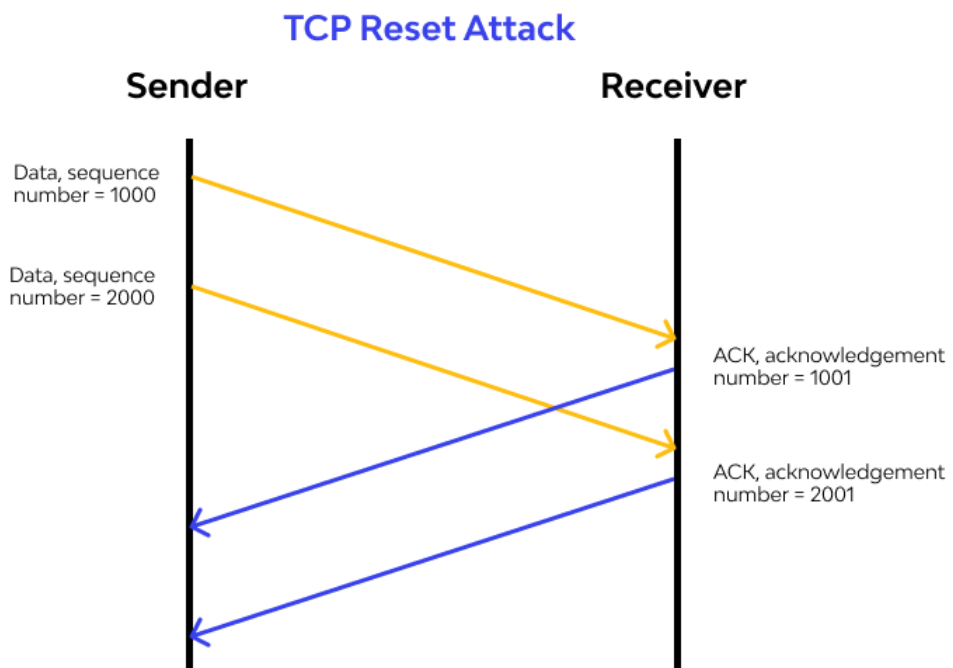 TCP Reset Attack
Sender
Receiver
Data, sequence
number = 1000
Data, sequence
number = 2000
ACK, acknowledgement
number = 1001
ACK, acknowledgement
number = 2001